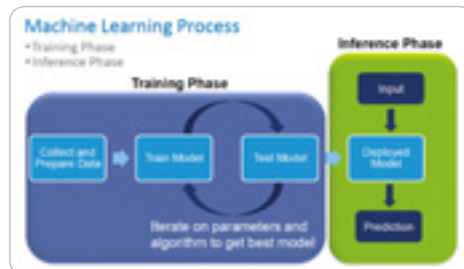 Machine Learning Process
•Training Phase
•Inference Phase
Inference Phase
Training Phase
Input
Collect and
Prepare Data
Train Model
Test Model
Deployed
Model
Iterate on parameters and
algorithm to get best model
Prediction